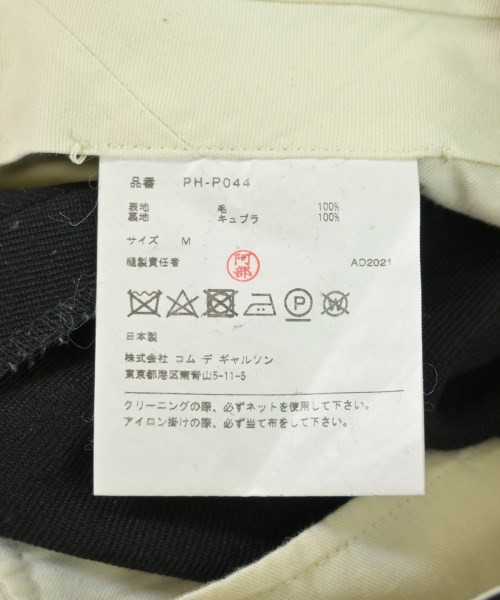 品番 PH-P044
表地 毛 100%
裏地 キュプラ 100%
サイズ M
縫製責任者 阿部 AD2021
P W
日本製
株式会社 コム デ ギャルソン
東京都港区南青山5-11-5
クリーニングの際、必ずネットを使用して下さい。
アイロン掛けの際、必ず当て布をして下さい。